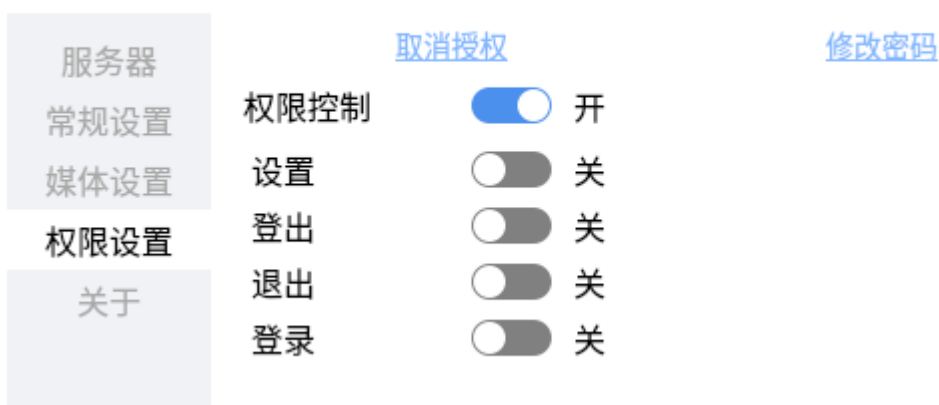 服务器
常规设置
媒体设置
权限设置
关于
取消授权 修改密码
权限控制 开
设置 关
登出 关
退出 关
登录 关